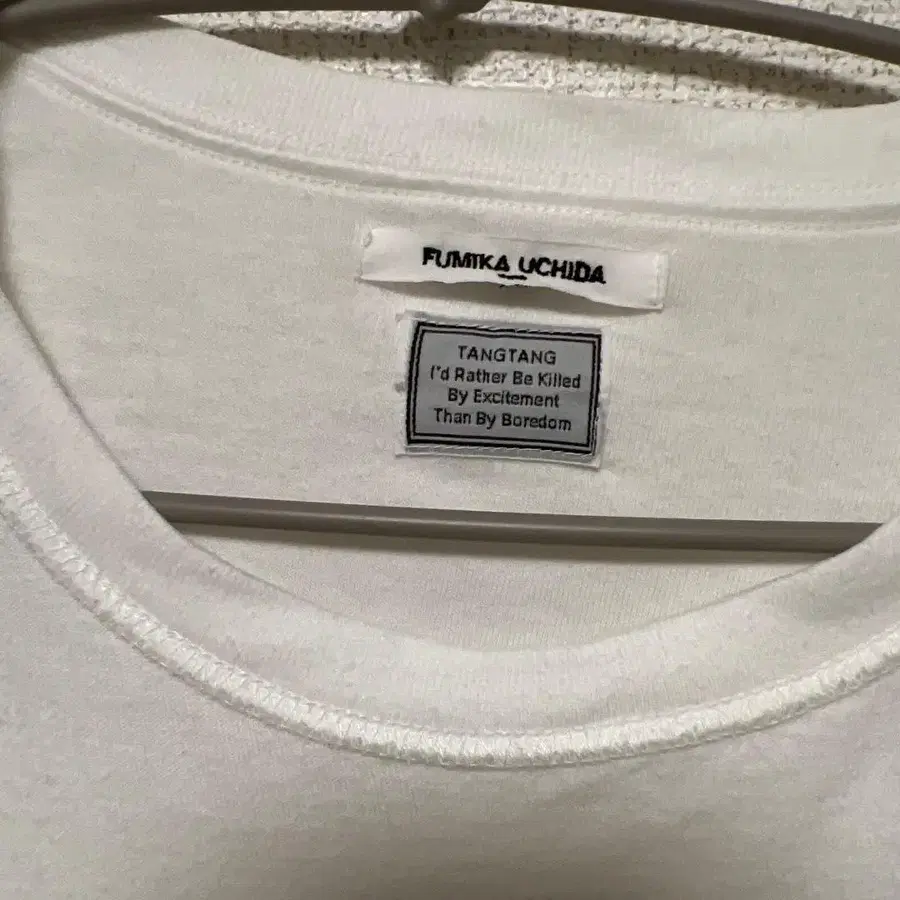 FUMIKA_UCHIDA
TANGTANG
I'd Rather Be Killed
By Excitement
Than By Boredom